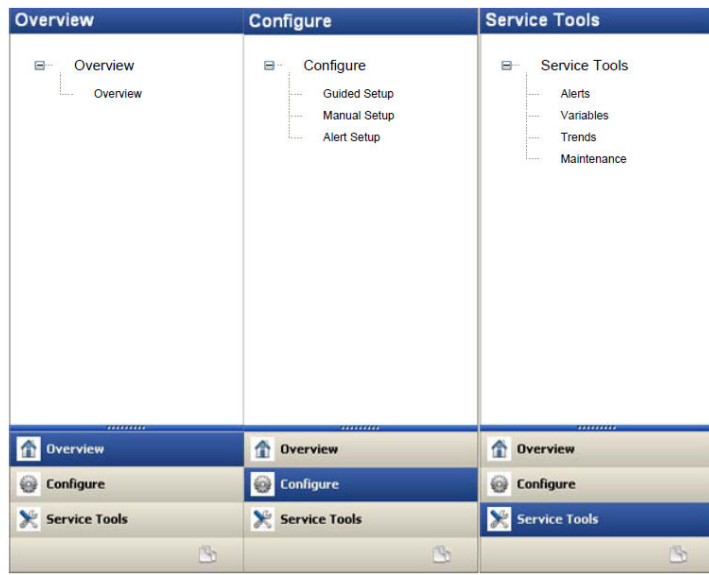 Overview
Overview
Overview
Overview
Configure
Service Tools
Configure
Configure
Guided Setup
Manual Setup
Alert Setup
Overview
Configure
Service Tools
Service Tools
Service Tools
Alerts
Variables
Trends
Maintenance
Overview
Configure
Service Tools